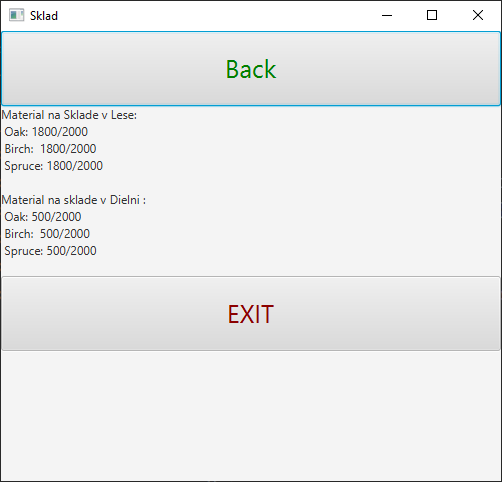 Sklad
Back
Material na Sklade v Lese:
Oak: 1800/2000
Birch:  1800/2000
Spruce: 1800/2000
Material na sklade v Dielni :
Oak: 500/2000
Birch:  500/2000
Spruce: 500/2000
EXIT